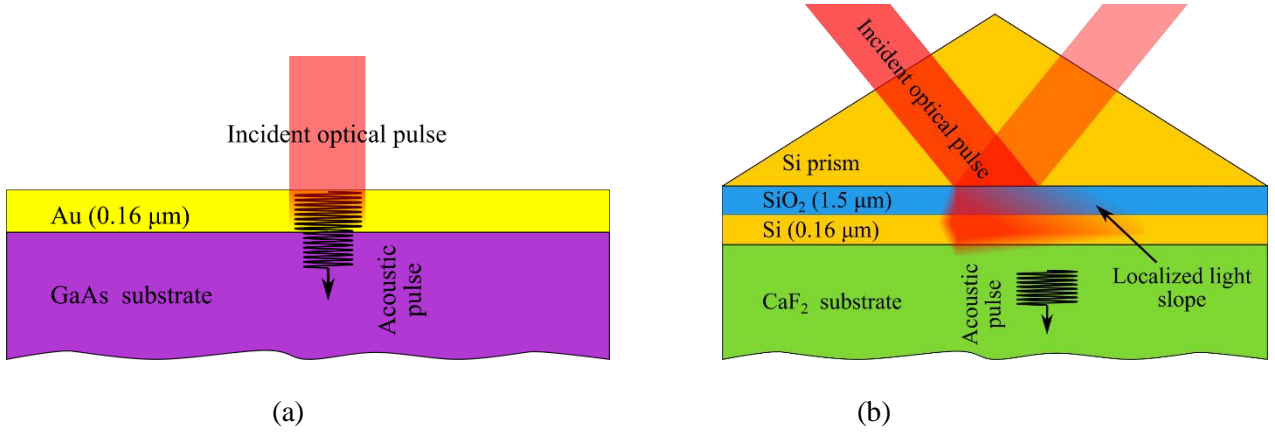 Incident optical pulse
Au (0.16 μm)
GaAs substrate
Acoustic
pulse
(a)
Incident optical pulse
Si prism
SiO₂ (1.5 μm)
Si (0.16 μm)
CaF₂ substrate
Acoustic
pulse
Localized light
slope
(b)